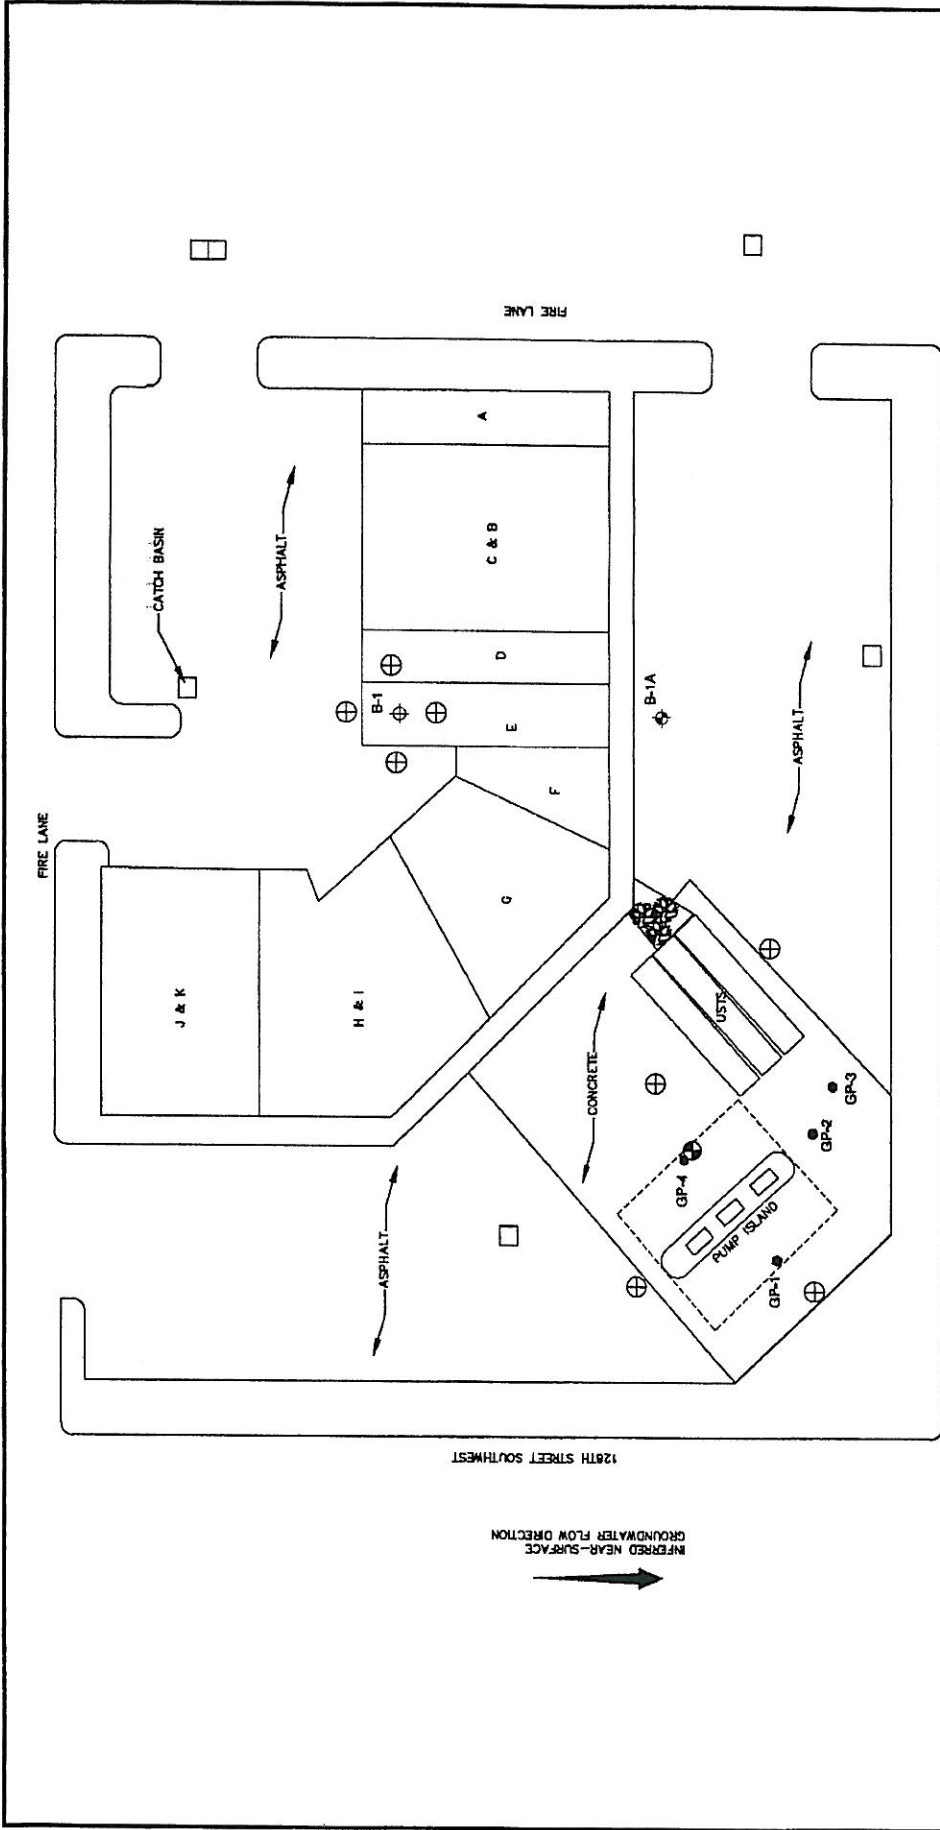 FIRE LANE
CATCH BASIN
ASPHALT
A
C & B
D
B-1
E
F
G
H & I
J & K
FIRE LANE
B-1A
ASPHALT
USTS
CONCRETE
GP-3
GP-2
GP-4
PUMP ISLAND
GP-1
ASPHALT
128TH STREET SOUTHWEST
INFERRED NEAR-SURFACE
GROUNDWATER FLOW DIRECTION